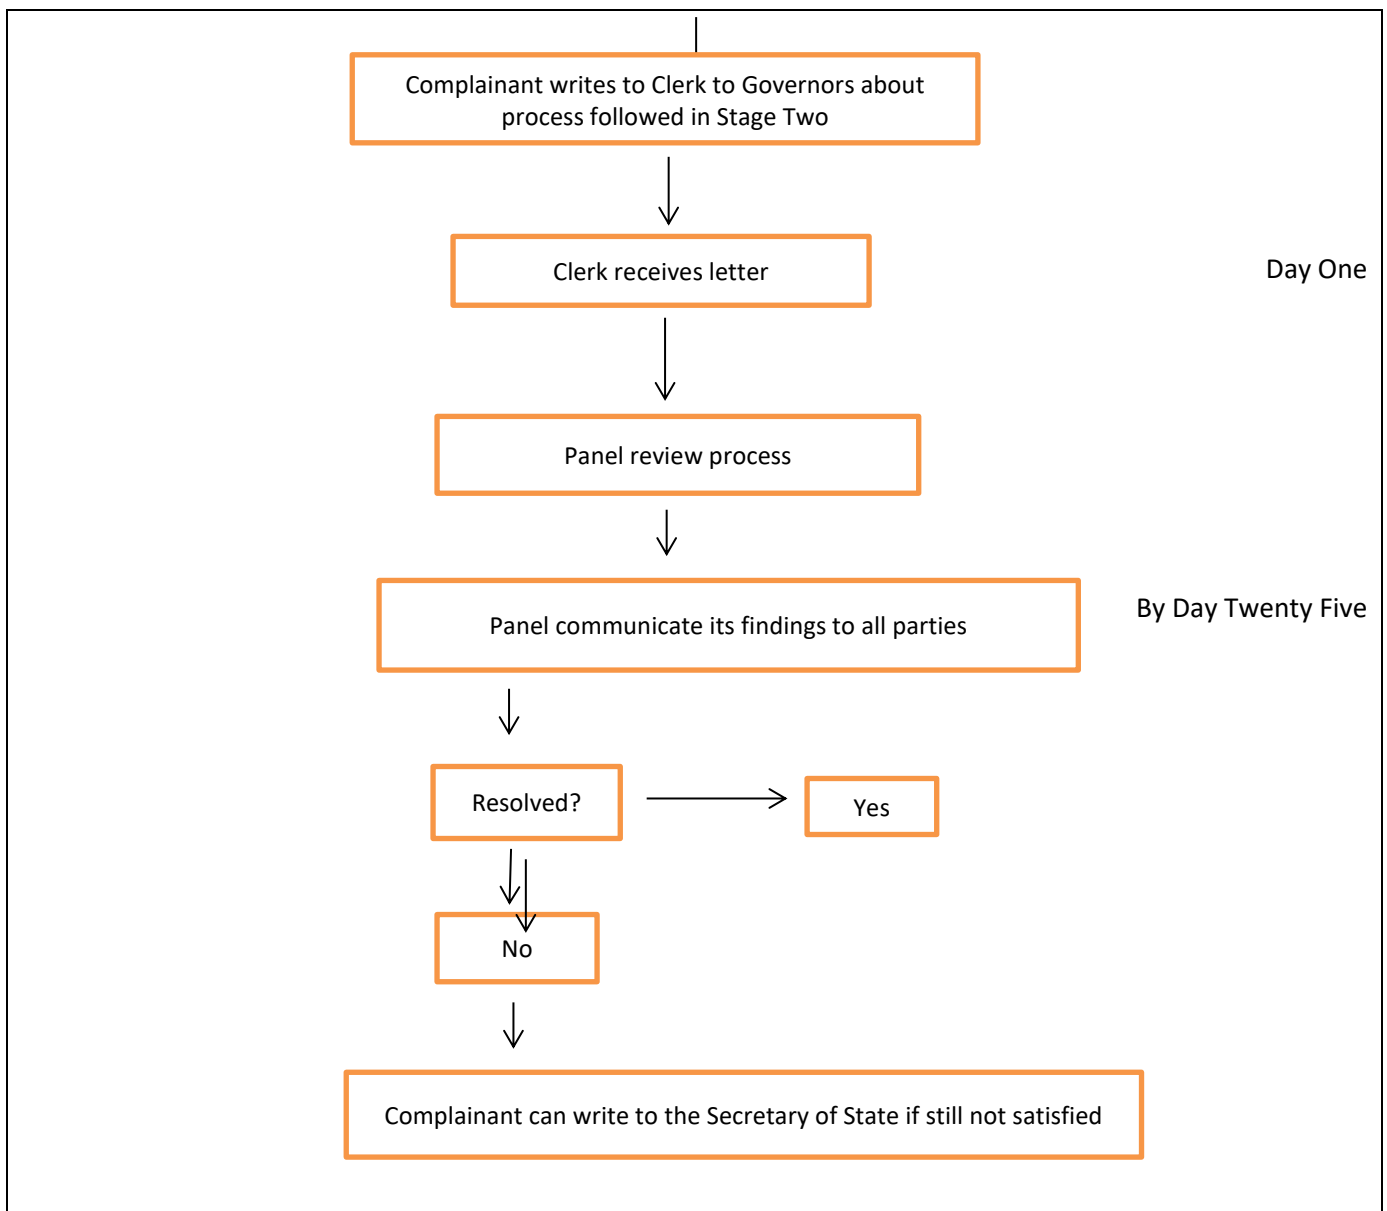 Complainant writes to Clerk to Governors about
process followed in Stage Two
Clerk receives letter
Day One
Panel review process
Panel communicate its findings to all parties
By Day Twenty Five
Resolved?
Yes
No
Complainant can write to the Secretary of State if still not satisfied